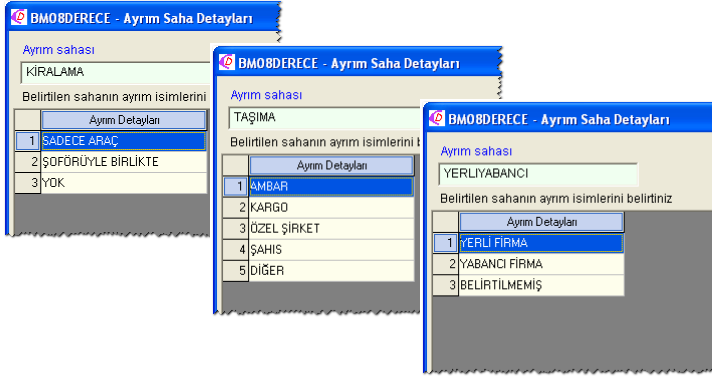 BM08DERECE - Ayrım Saha Detayları
Ayrım sahası
KİRALAMA
Belirtilen sahanın ayrım isimlerini
Ayrım Detayları
1 SADECE ARAÇ
2 ŞOFÖRÜYLE BİRLİKTE
3 YOK
BM08DERECE - Ayrım Saha Detayları
Ayrım sahası
TAŞIMA
Belirtilen sahanın ayrım isimlerini
Ayrım Detayları
1 AMBAR
2 KARGO
3 ÖZEL ŞİRKET
4 ŞAHIS
5 DİĞER
BM08DERECE - Ayrım Saha Detayları
Ayrım sahası
YERLIYABANCI
Belirtilen sahanın ayrım isimlerini belirtiniz
Ayrım Detayları
1 YERLİ FİRMA
2 YABANCI FİRMA
3 BELİRTİLMEMİŞ